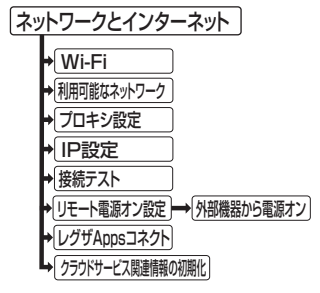 ネットワークとインターネット
Wi-Fi
利用可能なネットワーク
プロキシ設定
IP設定
接続テスト
リモート電源オン設定
外部機器から電源オン
レグザAppsコネクト
クラウドサービス関連情報の初期化